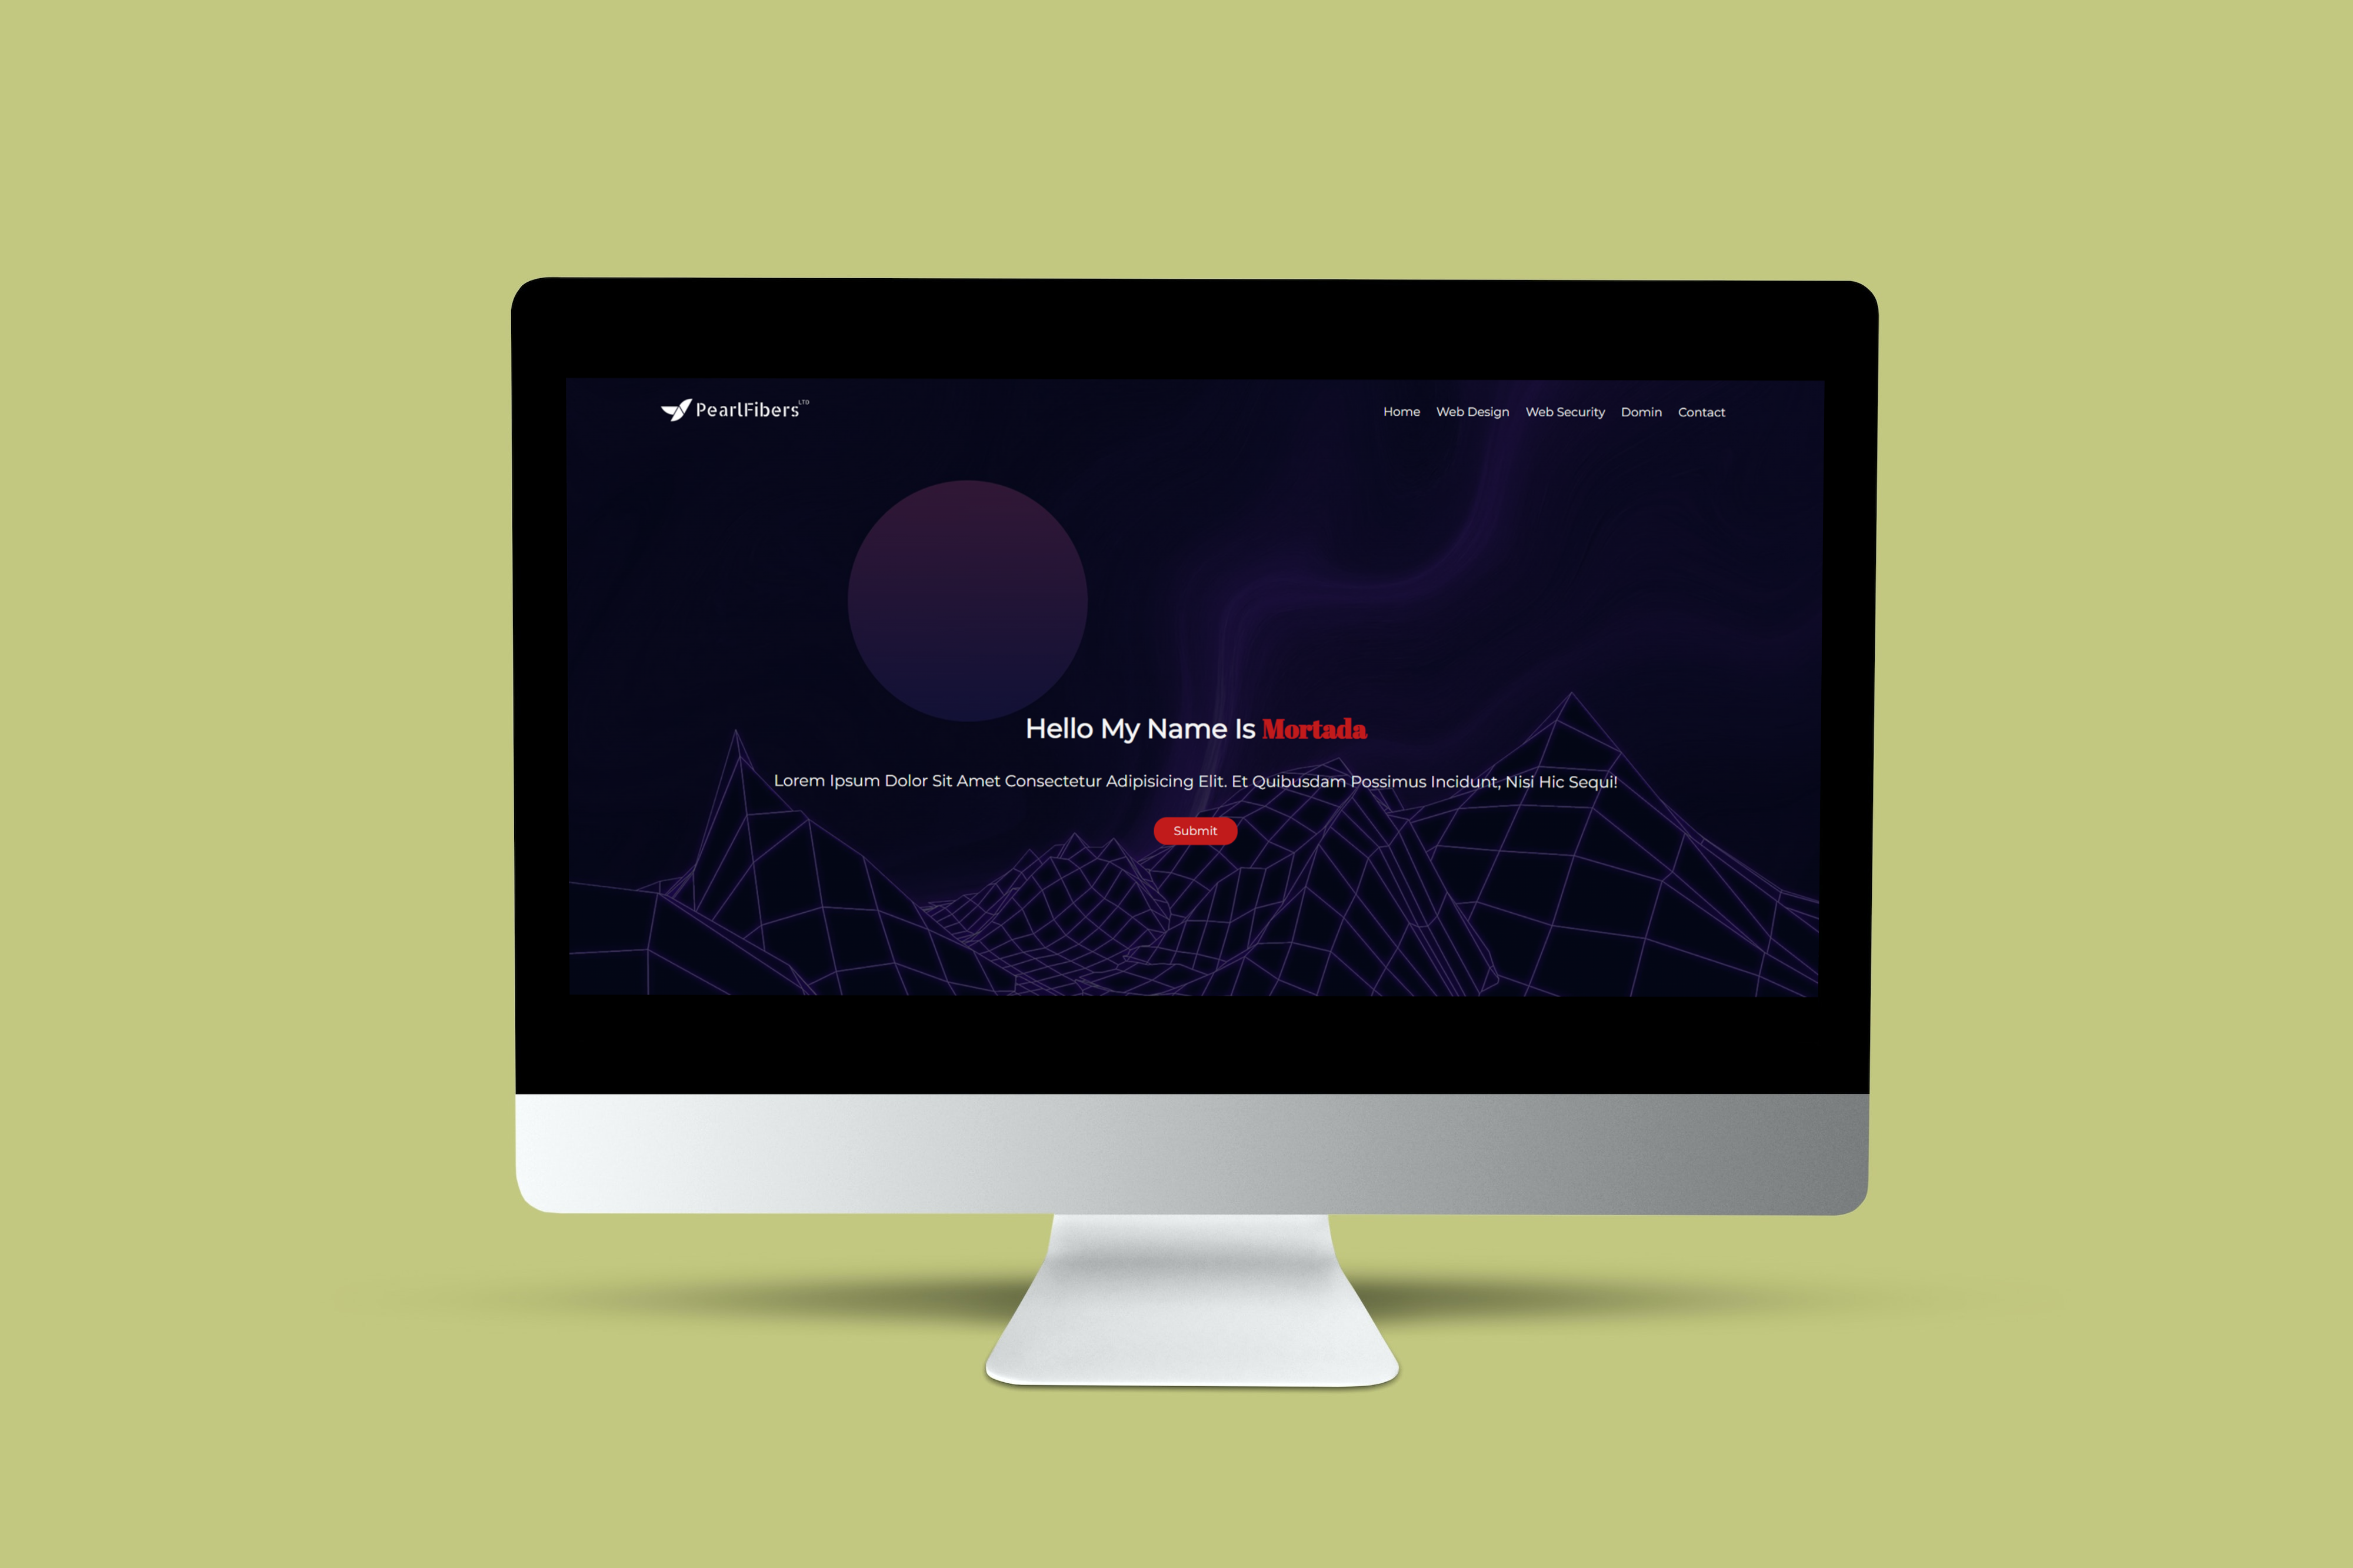 PearlFibers LTD
Home Web Design Web Security Domin Contact
Hello My Name Is Mortada
Lorem Ipsum Dolor Sit Amet Consectetur Adipisicing Elit. Et Quibusdam Possimus Incidunt, Nisi Hic Sequi!
Submit